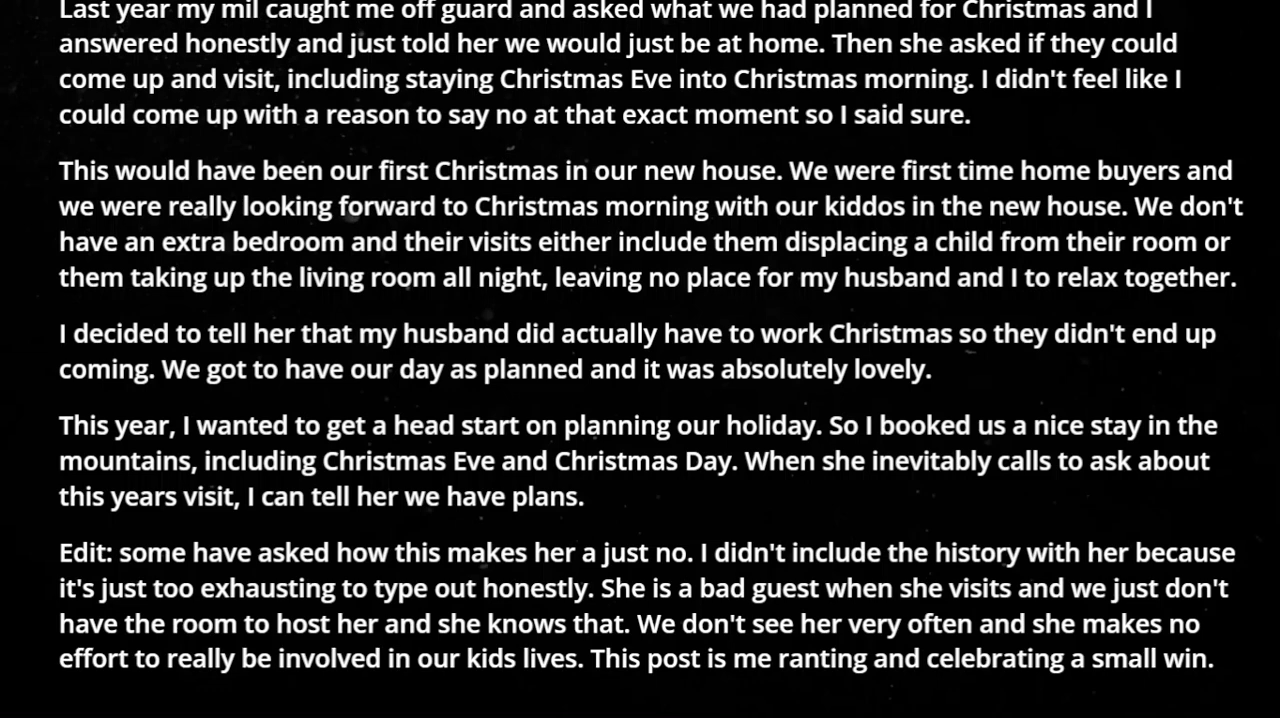 Last year my mil caught me off guard and asked what we had planned for Christmas and I
answered honestly and just told her we would just be at home. Then she asked if they could
come up and visit, including staying Christmas Eve into Christmas morning. I didn't feel like I
could come up with a reason to say no at that exact moment so I said sure.
This would have been our first Christmas in our new house. We were first time home buyers and
we were really looking forward to Christmas morning with our kiddos in the new house. We don't
have an extra bedroom and their visits either include them displacing a child from their room or
them taking up the living room all night, leaving no place for my husband and I to relax together.
I decided to tell her that my husband did actually have to work Christmas so they didn't end up
coming. We got to have our day as planned and it was absolutely lovely.
This year, I wanted to get a head start on planning our holiday. So I booked us a nice stay in the
mountains, including Christmas Eve and Christmas Day. When she inevitably calls to ask about
this years visit, I can tell her we have plans.
Edit: some have asked how this makes her a just no. I didn't include the history with her because
it's just too exhausting to type out honestly. She is a bad guest when she visits and we just don't
have the room to host her and she knows that. We don't see her very often and she makes no
effort to really be involved in our kids lives. This post is me ranting and celebrating a small win.